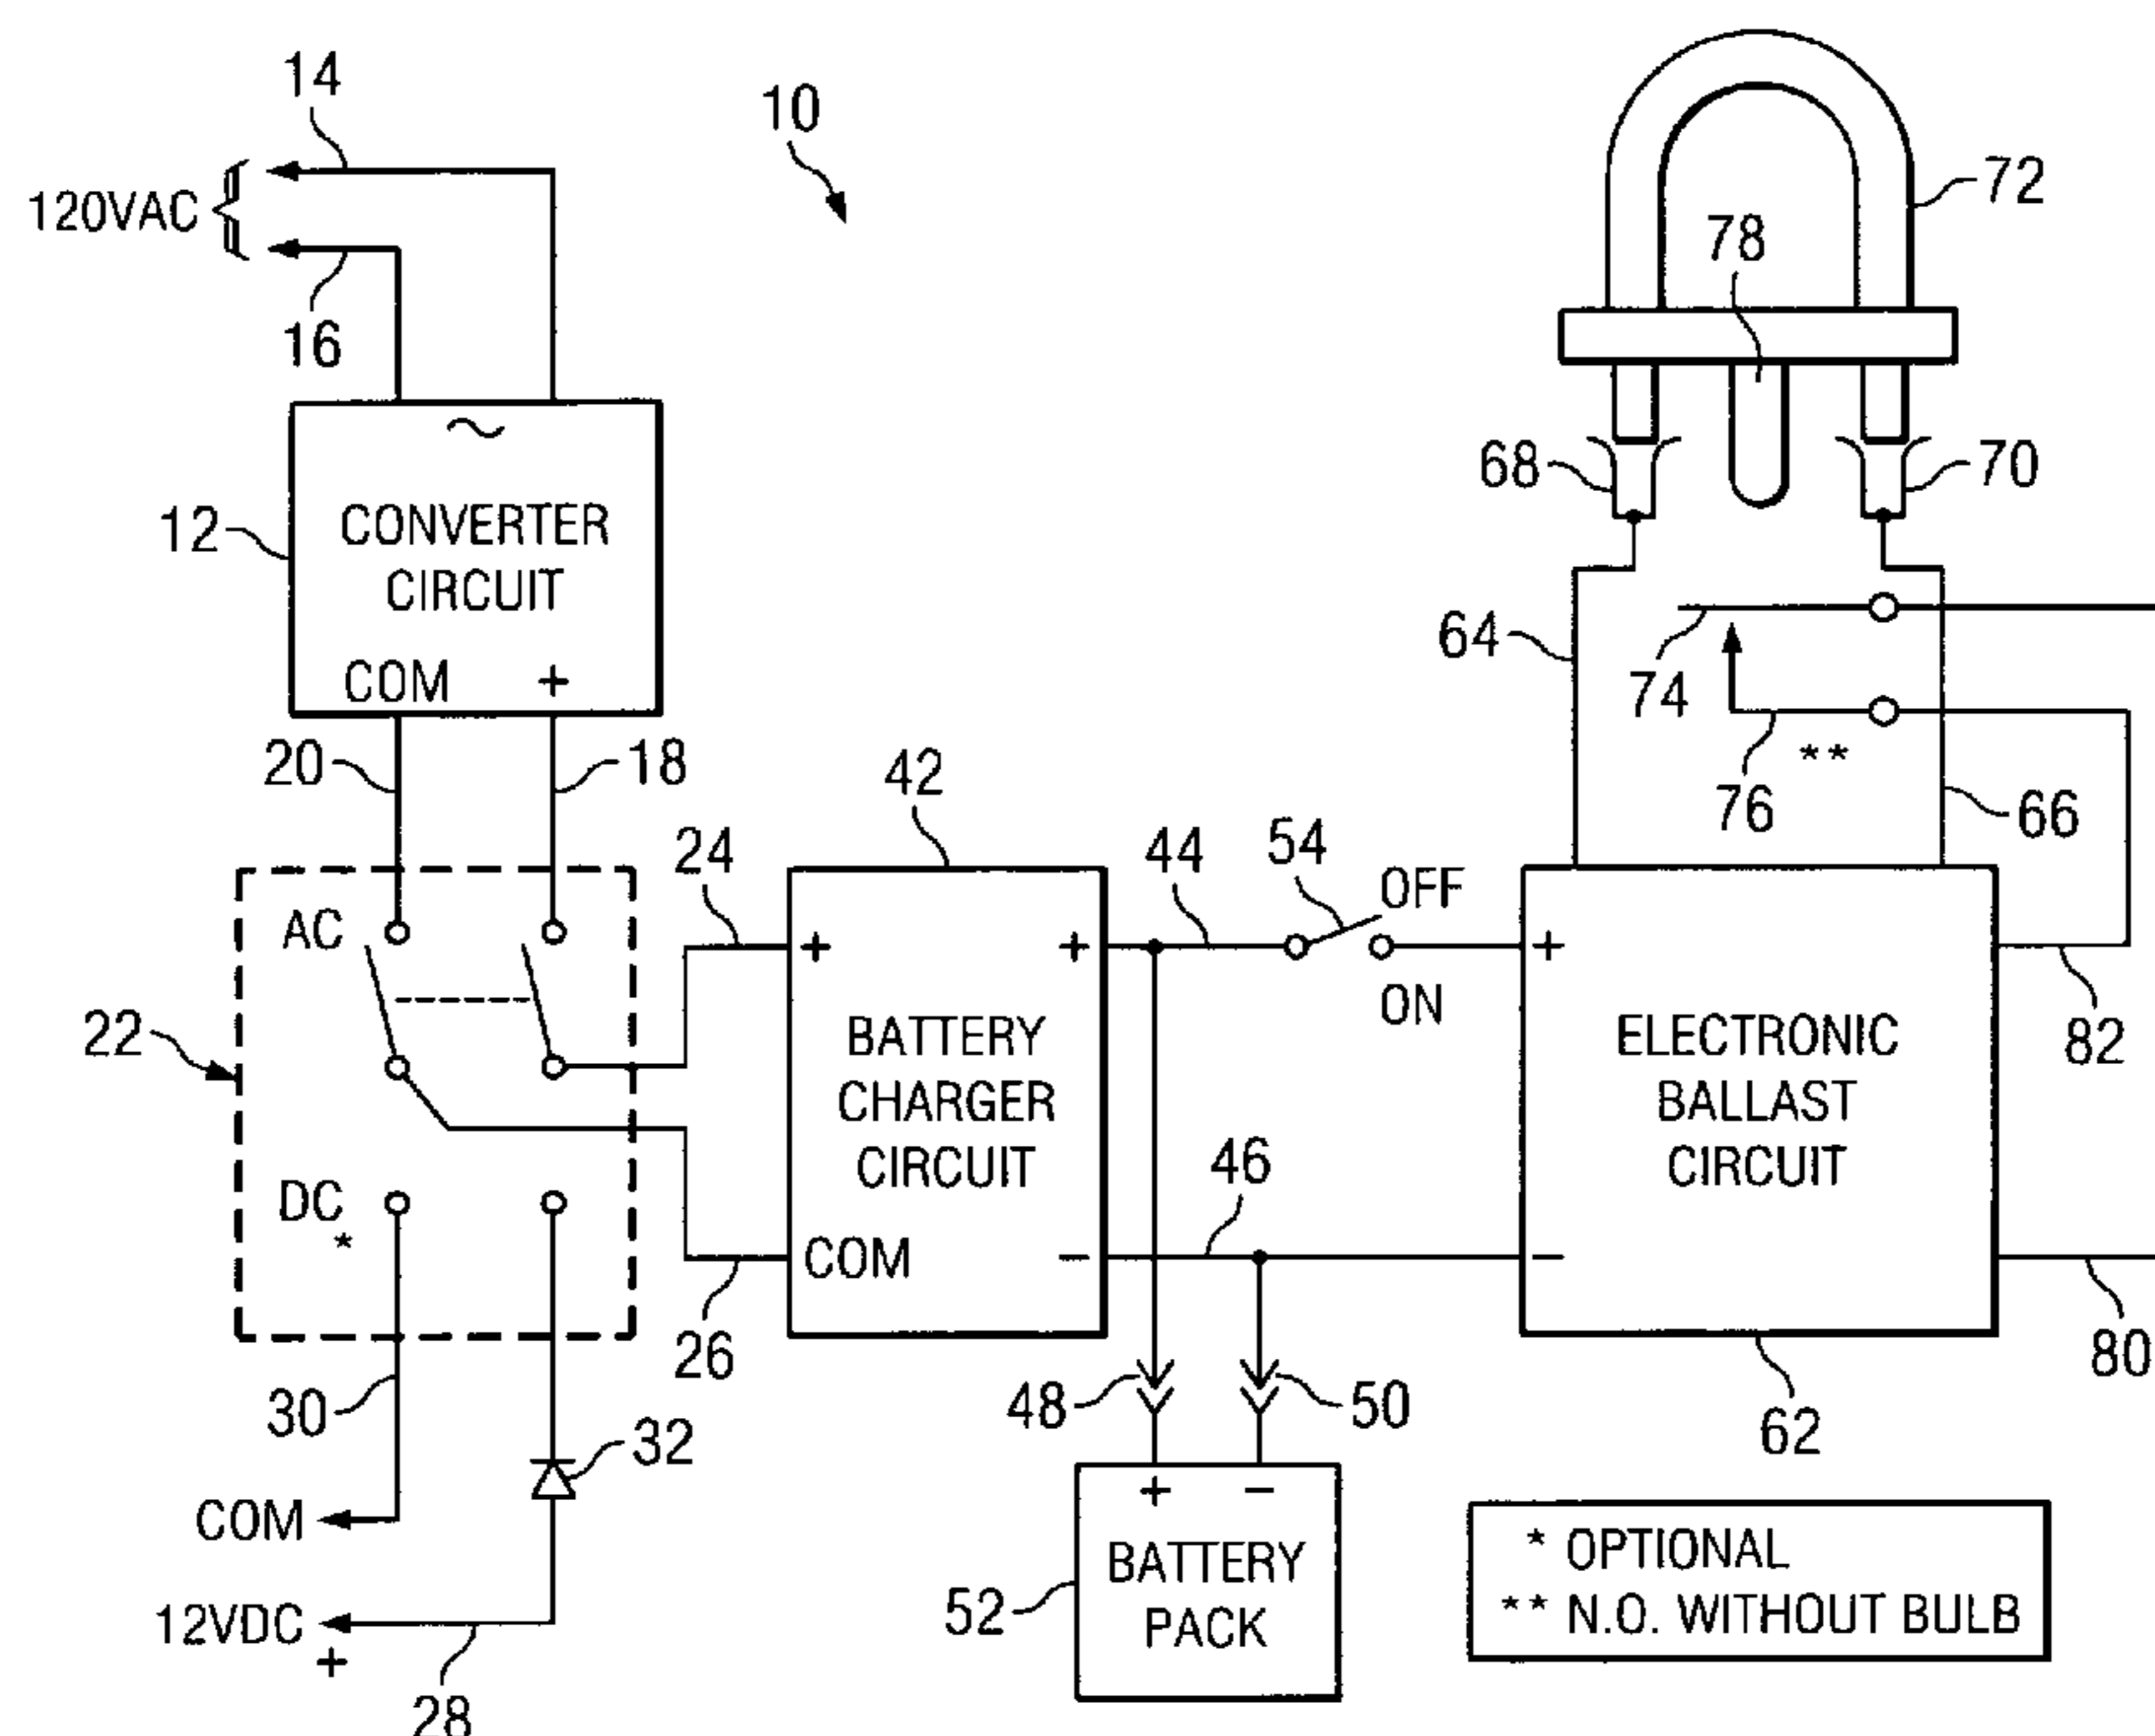 14
10
120VAC
72
78
16
68
70
12
CONVERTER
CIRCUIT
64
COM +
74
20
18
**
76
66
42
24
44
54
OFF
AC
+
+
+
ON
22
BATTERY
CHARGER
CIRCUIT
ELECTRONIC
BALLAST
CIRCUIT
82
46
DC
*
COM
−
−
26
80
30
48
50
62
32
+ −
COM
BATTERY
PACK
52
* OPTIONAL
** N.O. WITHOUT BULB
12VDC
+
28